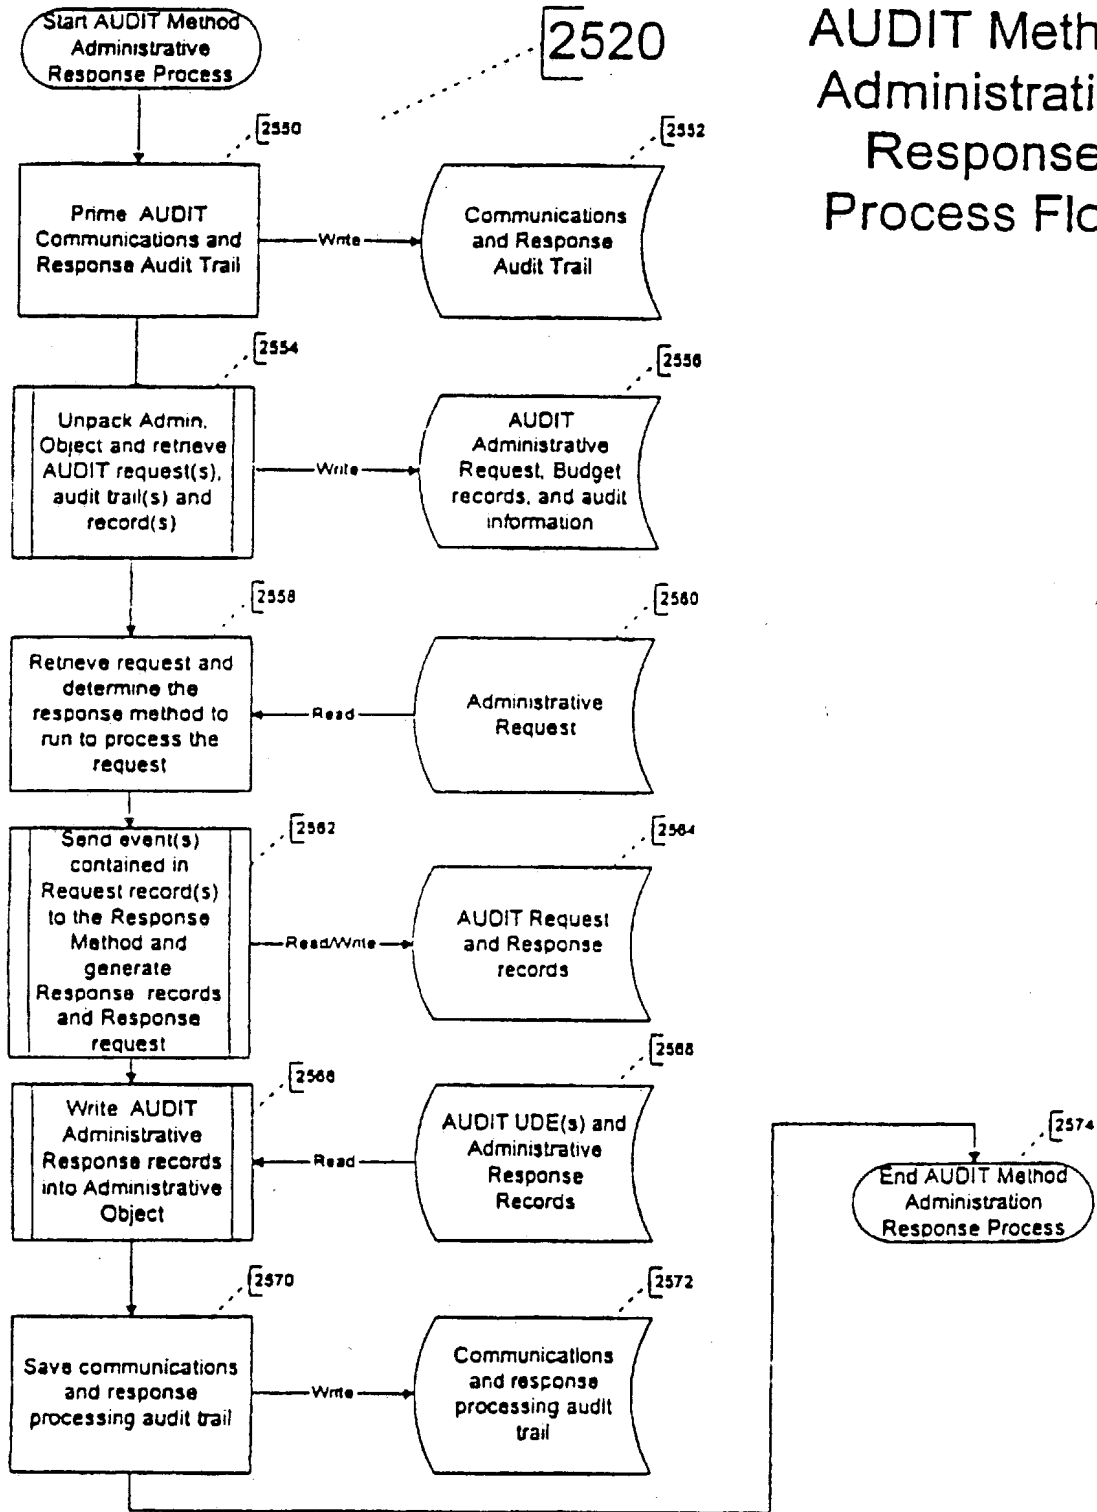 Start AUDIT Method
Administrative
Response Process
2520
AUDIT Meth
Administrati
Response
Process Flo
2550
Prime AUDIT
Communications and
Response Audit Trail
Write
2552
Communications
and Response
Audit Trail
2554
Unpack Admin.
Object and retrieve
AUDIT request(s),
audit trail(s) and
record(s)
Write
2556
AUDIT
Administrative
Request, Budget
records, and audit
information
2558
Retrieve request and
determine the
response method to
run to process the
request
Read
2560
Administrative
Request
2562
Send event(s)
contained in
Request record(s)
to the Response
Method and
generate
Response records
and Response
request
Read/Write
2564
AUDIT Request
and Response
records
2566
Write AUDIT
Administrative
Response records
into Administrative
Object
Read
2568
AUDIT UDE(s) and
Administrative
Response
Records
2570
Save communications
and response
processing audit trail
Write
2572
Communications
and response
processing audit
trail
2574
End AUDIT Method
Administration
Response Process